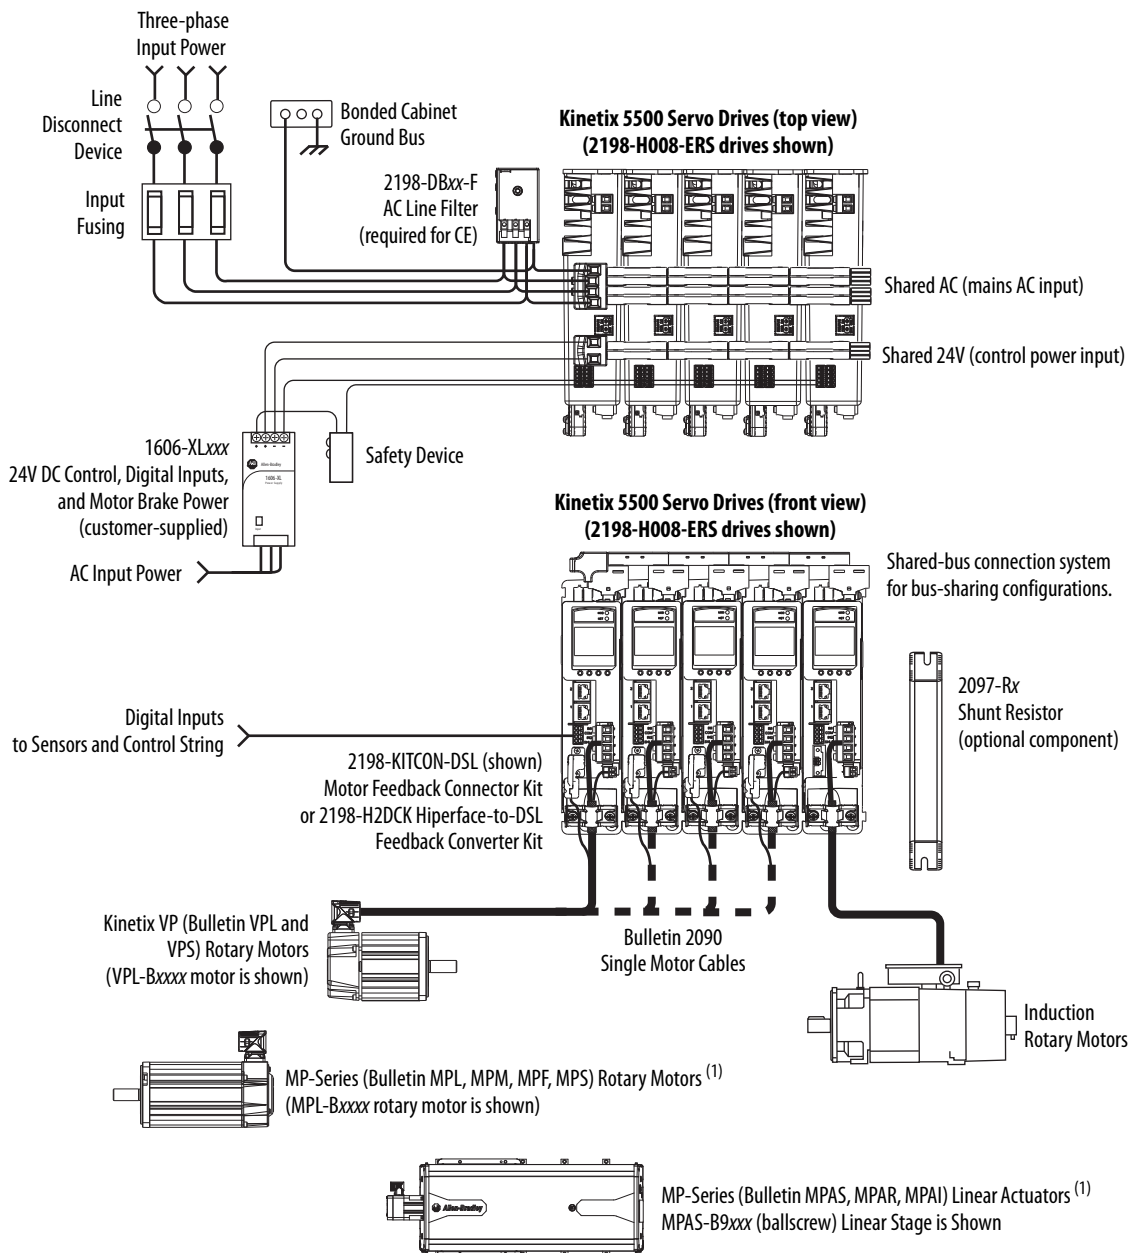 Three-phase
Input Power
Line
Disconnect
Device
Input
Fusing
Bonded Cabinet
Ground Bus
2198-DBxx-F
AC Line Filter
(required for CE)
Kinetix 5500 Servo Drives (top view)
(2198-H008-ERS drives shown)
Shared AC (mains AC input)
Shared 24V (control power input)
1606-XLxxx
24V DC Control, Digital Inputs,
and Motor Brake Power
(customer-supplied)
Allen-Bradley
1606-XL
Power Supply
Safety Device
AC Input Power
Kinetix 5500 Servo Drives (front view)
(2198-H008-ERS drives shown)
Shared-bus connection system
for bus-sharing configurations.
2097-Rx
Shunt Resistor
(optional component)
Digital Inputs
to Sensors and Control String
2198-KITCON-DSL (shown)
Motor Feedback Connector Kit
or 2198-H2DCK Hiperface-to-DSL
Feedback Converter Kit
Kinetix VP (Bulletin VPL and
VPS) Rotary Motors
(VPL-Bxxxx motor is shown)
Bulletin 2090
Single Motor Cables
Induction
Rotary Motors
MP-Series (Bulletin MPL, MPM, MPF, MPS) Rotary Motors (1)
(MPL-Bxxxx rotary motor is shown)
Allen-Bradley
MP-Series (Bulletin MPAS, MPAR, MPAI) Linear Actuators (1)
MPAS-B9xxx (ballscrew) Linear Stage is Shown